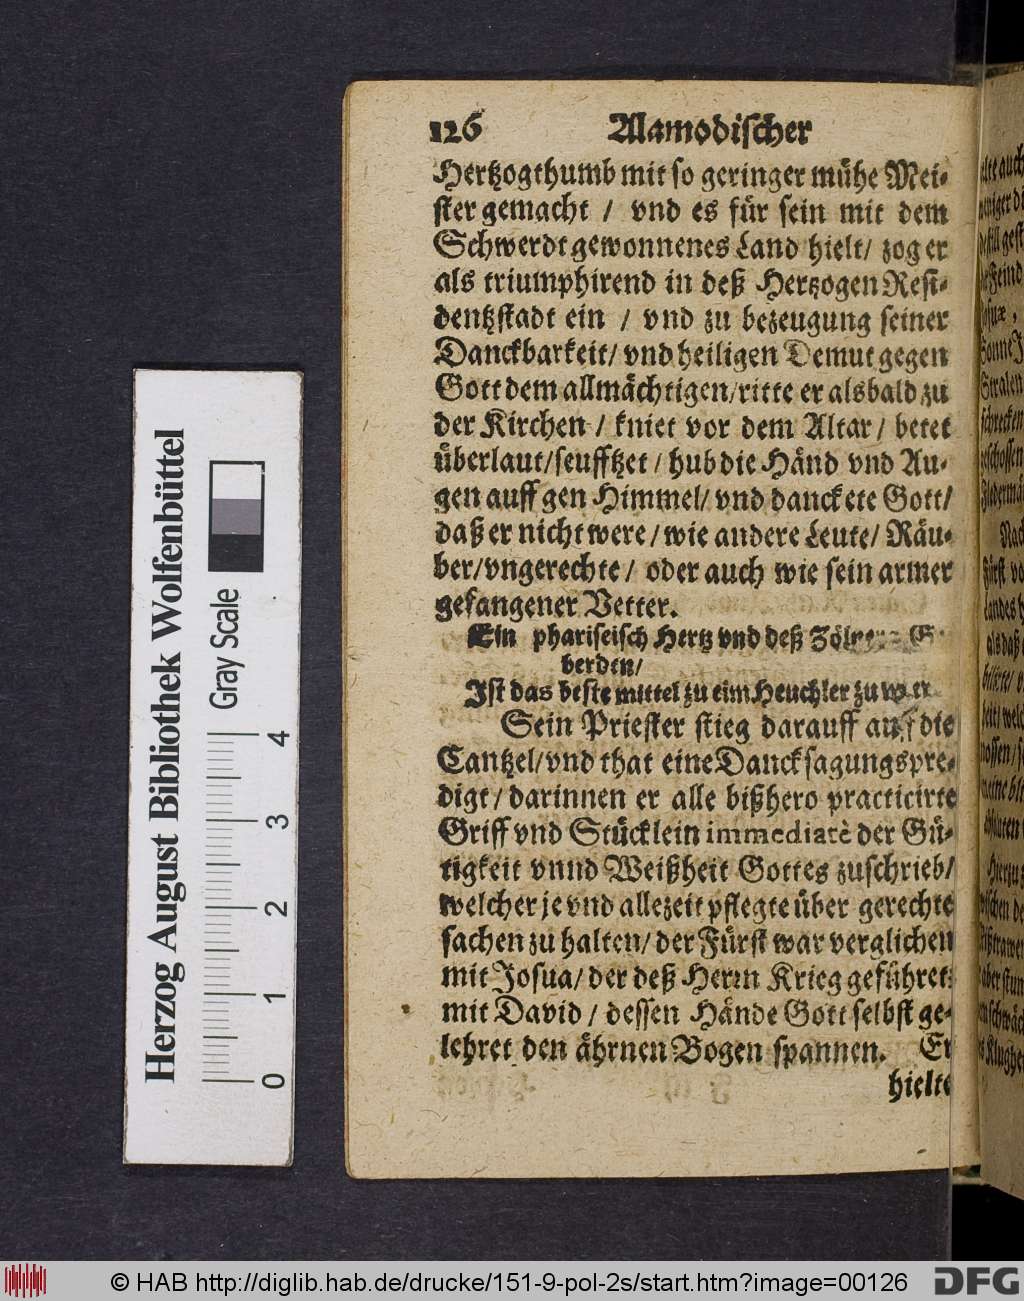 126 Alamodischer
Hertzogthumb mit so geringer mühe Mei-
ster gemacht / vnd es für sein mit dem
Schwerdt gewonnenes Land hielt/ zog er
als triumphirend in deß Hertzogen Resi-
dentzstadt ein / vnd zu bezeugung seiner
Danckbarkeit/ vnd heiligen Demut gegen
Gott dem allmächtigen/ ritte er alsbald zu
der Kirchen / kniet vor dem Altar/ betet
überlaut/ seufftzet / hub die Händ vnd Au-
gen auff gen Himmel/ vnd danckete Gott/
daß er nicht were / wie andere Leute/ Räu-
ber/ vngerechte / oder auch wie sein armer
gefangener Vetter.
Ein phariseisch Hertz vnd deß
berden/
Ist das beste mittel zu eim Heuchler zu
Sein Priester stieg darauff auff die
Cantzel/ vnd that eine Dancksagungspre-
digt / darinnen er alle bißhero practicirte
Griff vnd Stücklein immediatè der Gü-
tigkeit vnnd Weißheit Gottes zuschrieb/
welcher je vnd allezeit pflegte über gerechte
sachen zu halten/ der Fürst war verglichen
mit Josua/ der deß Herrn Krieg geführet:
mit David / dessen Hände Gott selbst ge-
lehret den ährnen Bogen spannen. Er
hielte
Herzog August Bibliothek Wolfenbüttel
Gray Scale
0 1 2 3 4
© HAB http://diglib.hab.de/drucke/151-9-pol-2s/start.htm?image=00126
DFG